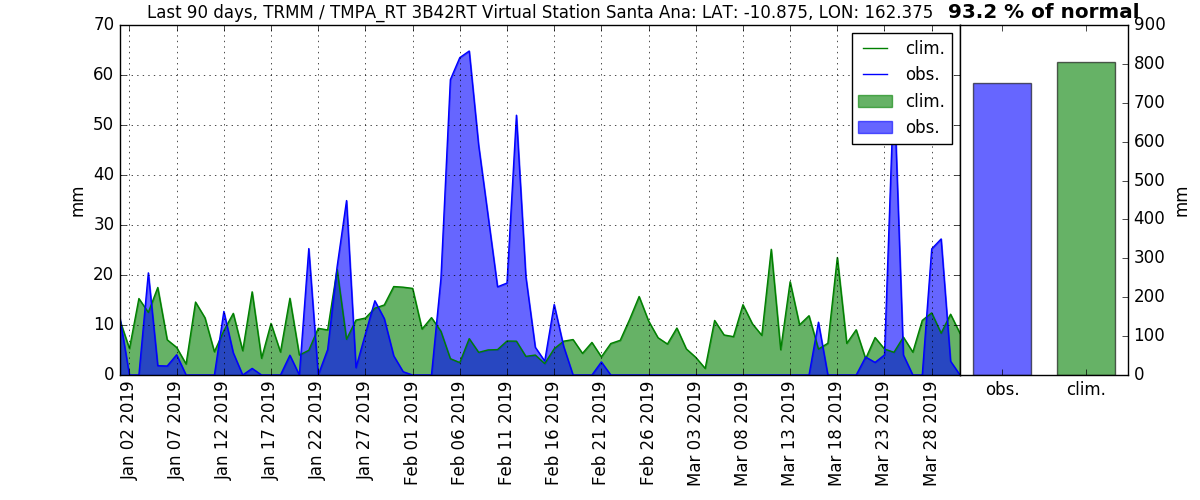 Last 90 days, TRMM / TMPA_RT 3B42RT Virtual Station Santa Ana: LAT: -10.875, LON: 162.375 93.2 % of normal
70
60
50
40
30
20
10
0
mm
clim.
obs.
clim.
obs.
900
800
700
600
500
400
300
200
100
0
mm
obs. clim.
Jan 02 2019
Jan 07 2019
Jan 12 2019
Jan 17 2019
Jan 22 2019
Jan 27 2019
Feb 01 2019
Feb 06 2019
Feb 11 2019
Feb 16 2019
Feb 21 2019
Feb 26 2019
Mar 03 2019
Mar 08 2019
Mar 13 2019
Mar 18 2019
Mar 23 2019
Mar 28 2019